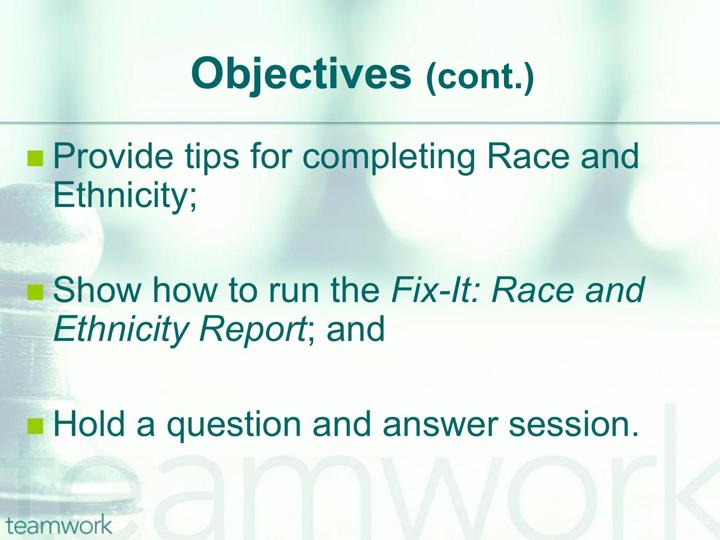 Objectives (cont.)
Provide tips for completing Race and
Ethnicity;
Show how to run the Fix-It: Race and
Ethnicity Report; and
Hold a question and answer session.
teamwork
teamwork